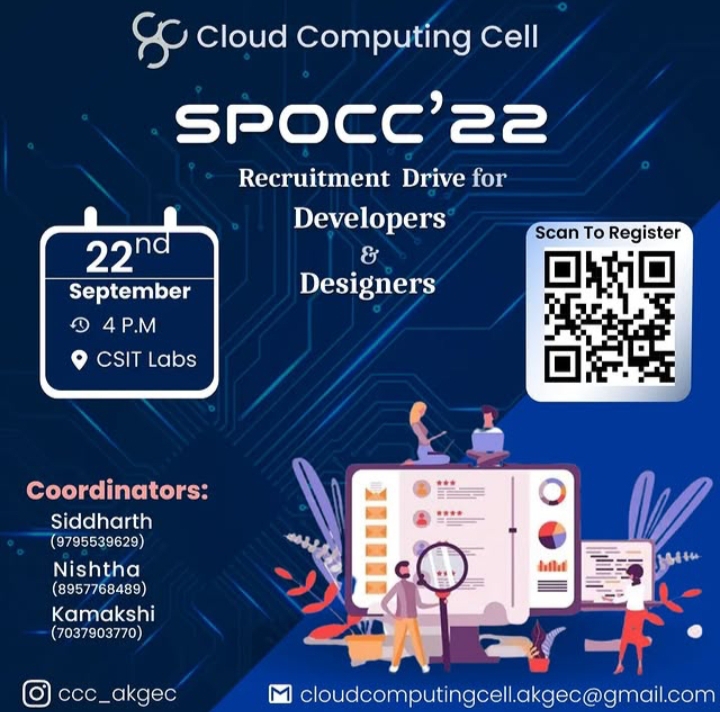 Cloud Computing Cell
SPOCC'22
Recruitment Drive for
Developers
&
Designers
22nd
September
4 P.M
CSIT Labs
Scan To Register
Coordinators:
Siddharth
(9795539629)
Nishtha
(8957768489)
Kamakshi
(7037903770)
ccc_akgec
cloudcomputingcell.akgec@gmail.com